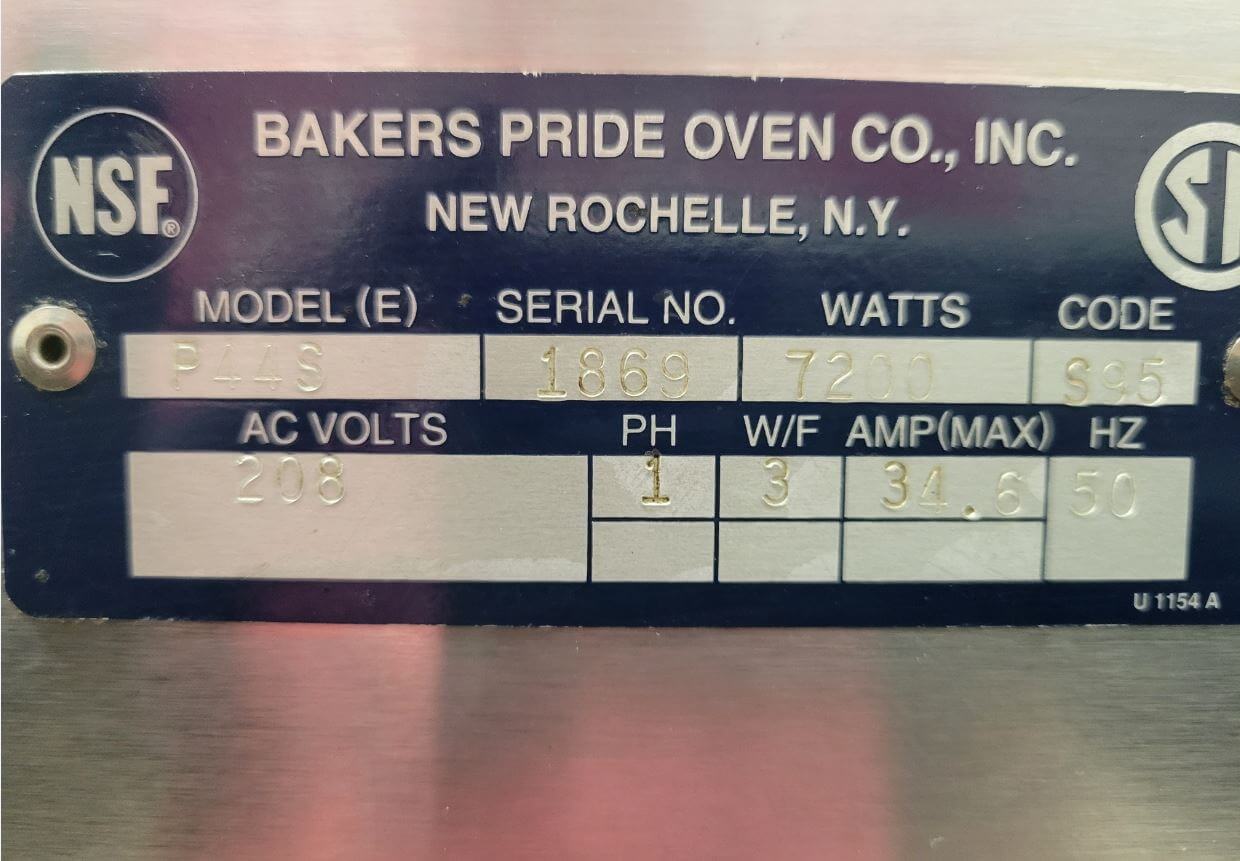 NSF®
BAKERS PRIDE OVEN CO., INC.
NEW ROCHELLE, N.Y.
MODEL (E) SERIAL NO. WATTS CODE
P44S 1869 7200 S95
AC VOLTS PH W/F AMP(MAX) HZ
208 1 3 34.6 50
U 1154 A